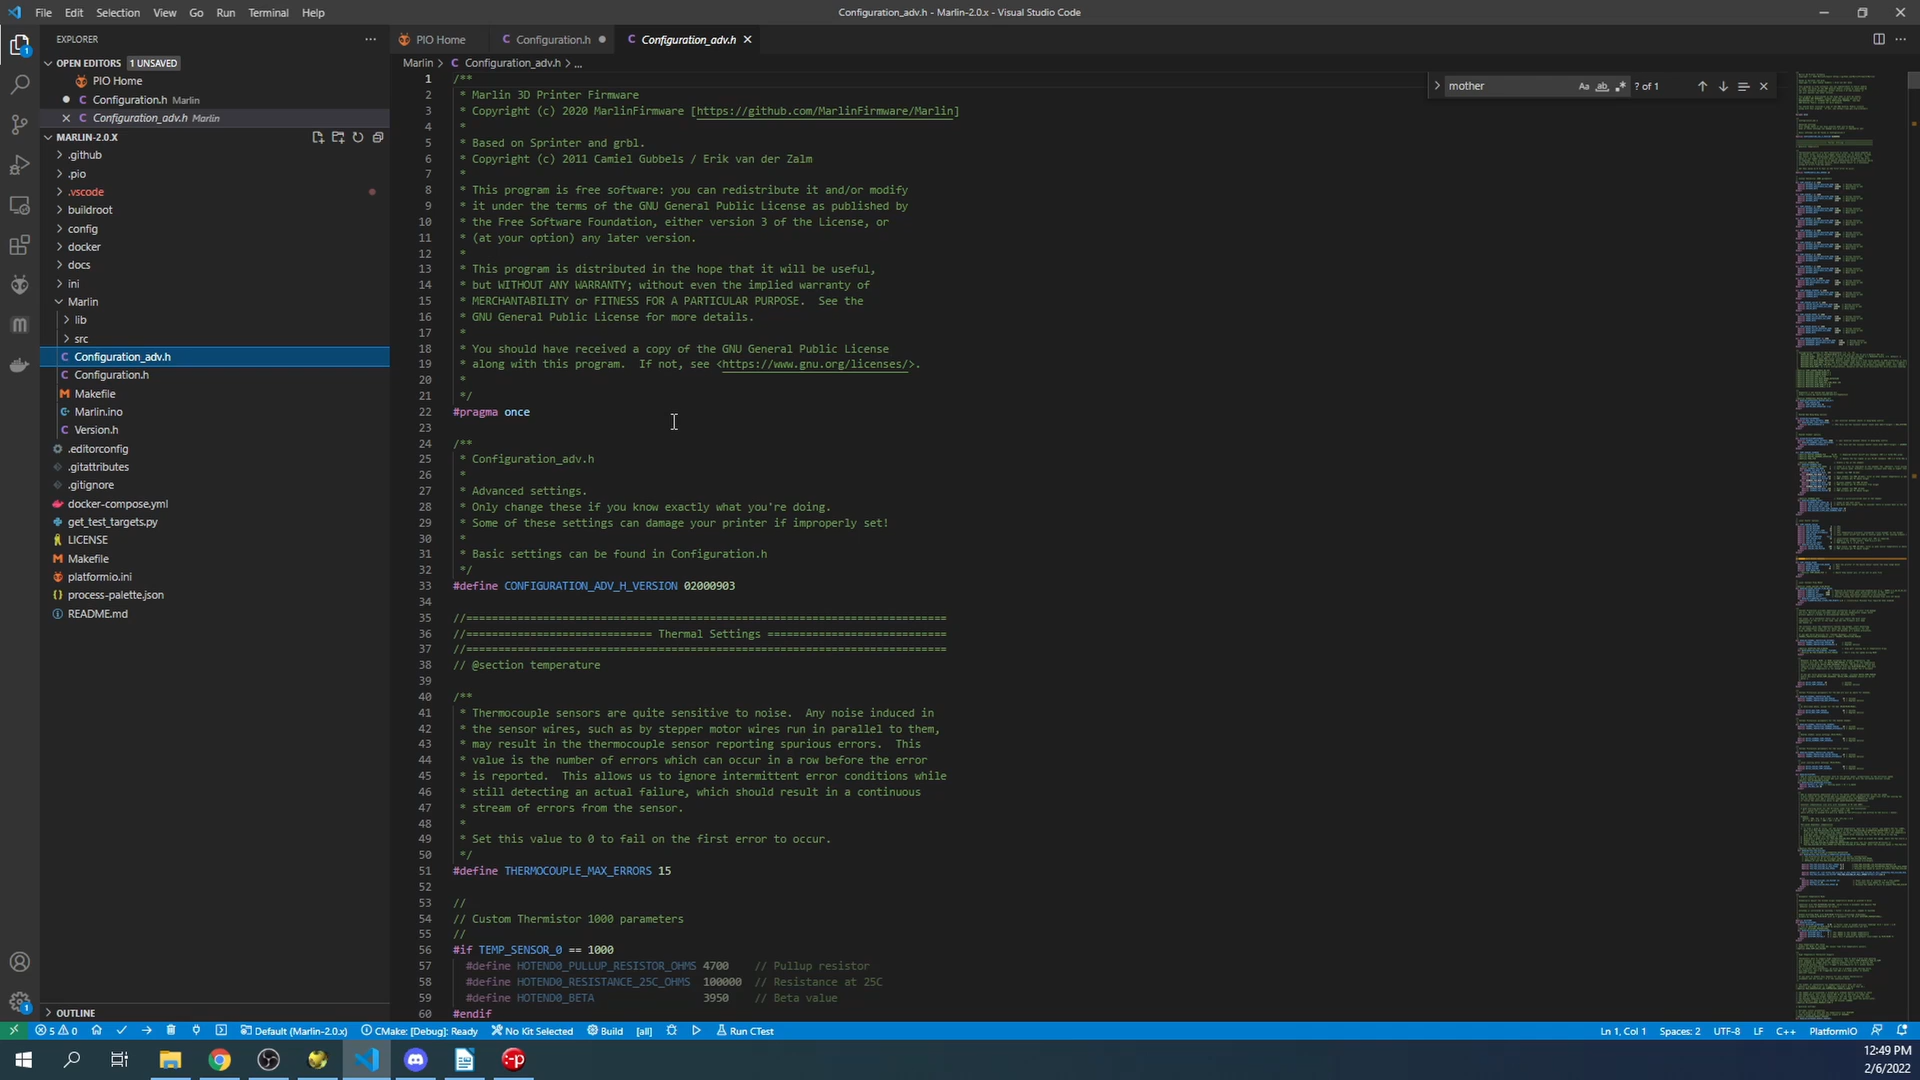 File Edit Selection View Go Run Terminal Help
Configuration_adv.h - Marlin-2.0.x - Visual Studio Code
EXPLORER
OPEN EDITORS 1 UNSAVED
PIO Home
Configuration.h Marlin
Configuration_adv.h Marlin
MARLIN-2.0.X
.github
.pio
.vscode
buildroot
config
docker
docs
ini
Marlin
lib
src
Configuration_adv.h
Configuration.h
Makefile
Marlin.ino
Version.h
.editorconfig
.gitattributes
.gitignore
docker-compose.yml
get_test_targets.py
LICENSE
Makefile
platformio.ini
process-palette.json
README.md
OUTLINE
PIO Home Configuration.h Configuration_adv.h
Marlin > C Configuration_adv.h > ...
mother Aa ab ? of 1
1 /**
2 * Marlin 3D Printer Firmware
3 * Copyright (c) 2020 MarlinFirmware [https://github.com/MarlinFirmware/Marlin]
4 *
5 * Based on Sprinter and grbl.
6 * Copyright (c) 2011 Camiel Gubbels / Erik van der Zalm
7 *
8 * This program is free software: you can redistribute it and/or modify
9 * it under the terms of the GNU General Public License as published by
10 * the Free Software Foundation, either version 3 of the License, or
11 * (at your option) any later version.
12 *
13 * This program is distributed in the hope that it will be useful,
14 * but WITHOUT ANY WARRANTY; without even the implied warranty of
15 * MERCHANTABILITY or FITNESS FOR A PARTICULAR PURPOSE.  See the
16 * GNU General Public License for more details.
17 *
18 * You should have received a copy of the GNU General Public License
19 * along with this program.  If not, see <https://www.gnu.org/licenses/>.
20 *
21 */
22 #pragma once
23
24 /**
25 * Configuration_adv.h
26 *
27 * Advanced settings.
28 * Only change these if you know exactly what you're doing.
29 * Some of these settings can damage your printer if improperly set!
30 *
31 * Basic settings can be found in Configuration.h
32 */
33 #define CONFIGURATION_ADV_H_VERSION 02000903
34
35 //===========================================================================
36 //============================= Thermal Settings ============================
37 //===========================================================================
38 // @section temperature
39
40 /**
41 * Thermocouple sensors are quite sensitive to noise.  Any noise induced in
42 * the sensor wires, such as by stepper motor wires run in parallel to them,
43 * may result in the thermocouple sensor reporting spurious errors.  This
44 * value is the number of errors which can occur in a row before the error
45 * is reported.  This allows us to ignore intermittent error conditions while
46 * still detecting an actual failure, which should result in a continuous
47 * stream of errors from the sensor.
48 *
49 * Set this value to 0 to fail on the first error to occur.
50 */
51 #define THERMOCOUPLE_MAX_ERRORS 15
52
53 //
54 // Custom Thermistor 1000 parameters
55 //
56 #if TEMP_SENSOR_0 == 1000
57 #define HOTEND0_PULLUP_RESISTOR_OHMS 4700 // Pullup resistor
58 #define HOTEND0_RESISTANCE_25C_OHMS 100000 // Resistance at 25C
59 #define HOTEND0_BETA 3950 // Beta value
60 #endif
5 0 Default (Marlin-2.0.x) CMake: [Debug]: Ready No Kit Selected Build [all] Run CTest Ln 1, Col 1 Spaces: 2 UTF-8 LF C++ PlatformIO
12:49 PM
2/6/2022